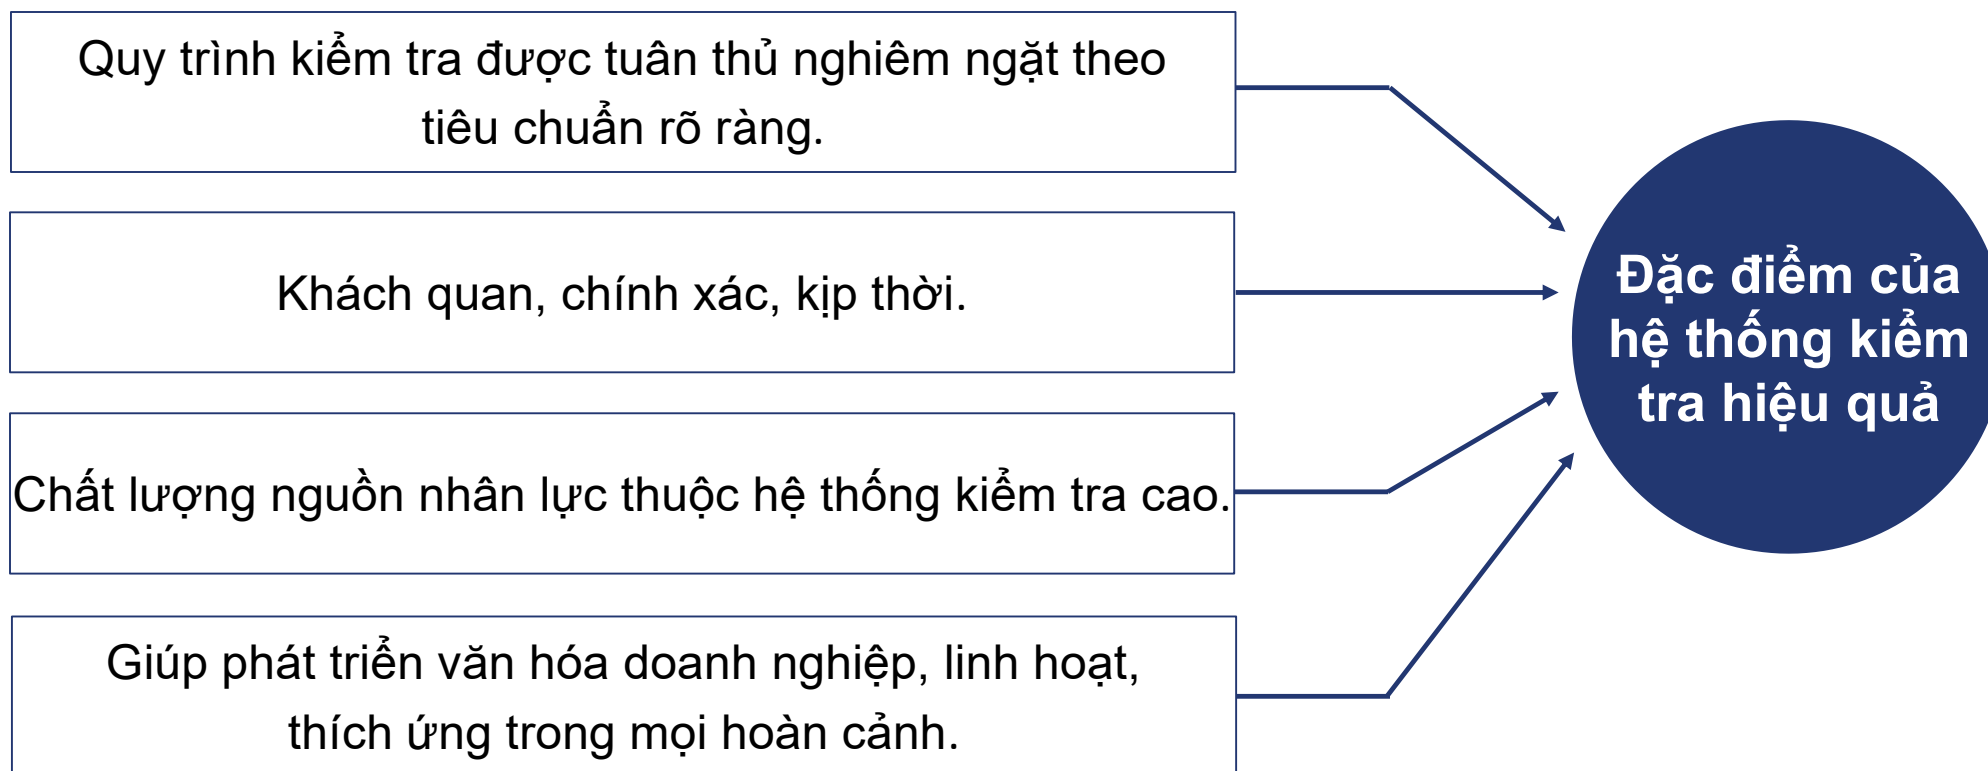 Quy trình kiểm tra được tuân thủ nghiêm ngặt theo
tiêu chuẩn rõ ràng.
Khách quan, chính xác, kịp thời.
Chất lượng nguồn nhân lực thuộc hệ thống kiểm tra cao.
Giúp phát triển văn hóa doanh nghiệp, linh hoạt,
thích ứng trong mọi hoàn cảnh.
Đặc điểm của
hệ thống kiểm
tra hiệu quả